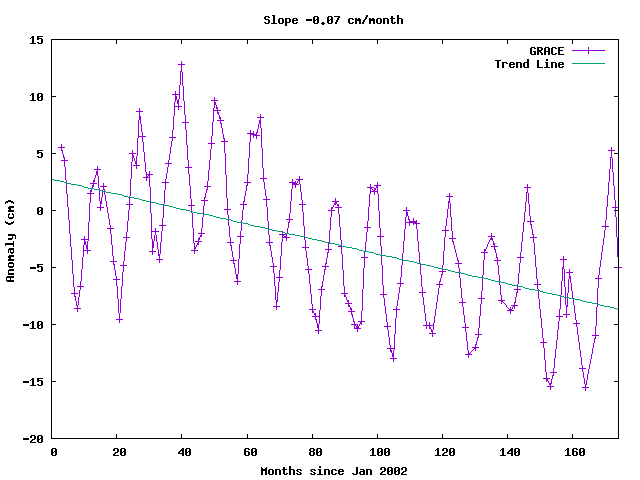 Slope -0.07 cm/month
GRACE
Trend Line
15
10
5
0
-5
-10
-15
-20
Anomaly (cm)
0 20 40 60 80 100 120 140 160
Months since Jan 2002